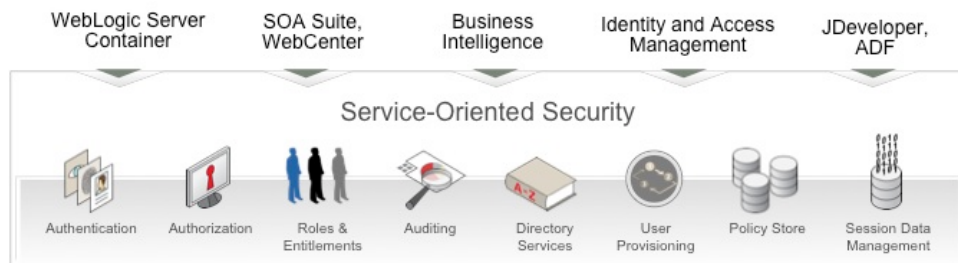 WebLogic Server
Container
SOA Suite,
WebCenter
Business
Intelligence
Identity and Access
Management
JDeveloper,
ADF
Service-Oriented Security
A-Z
Authentication
Authorization
Roles &
Entitlements
Auditing
Directory
Services
User
Provisioning
Policy Store
Session Data
Management